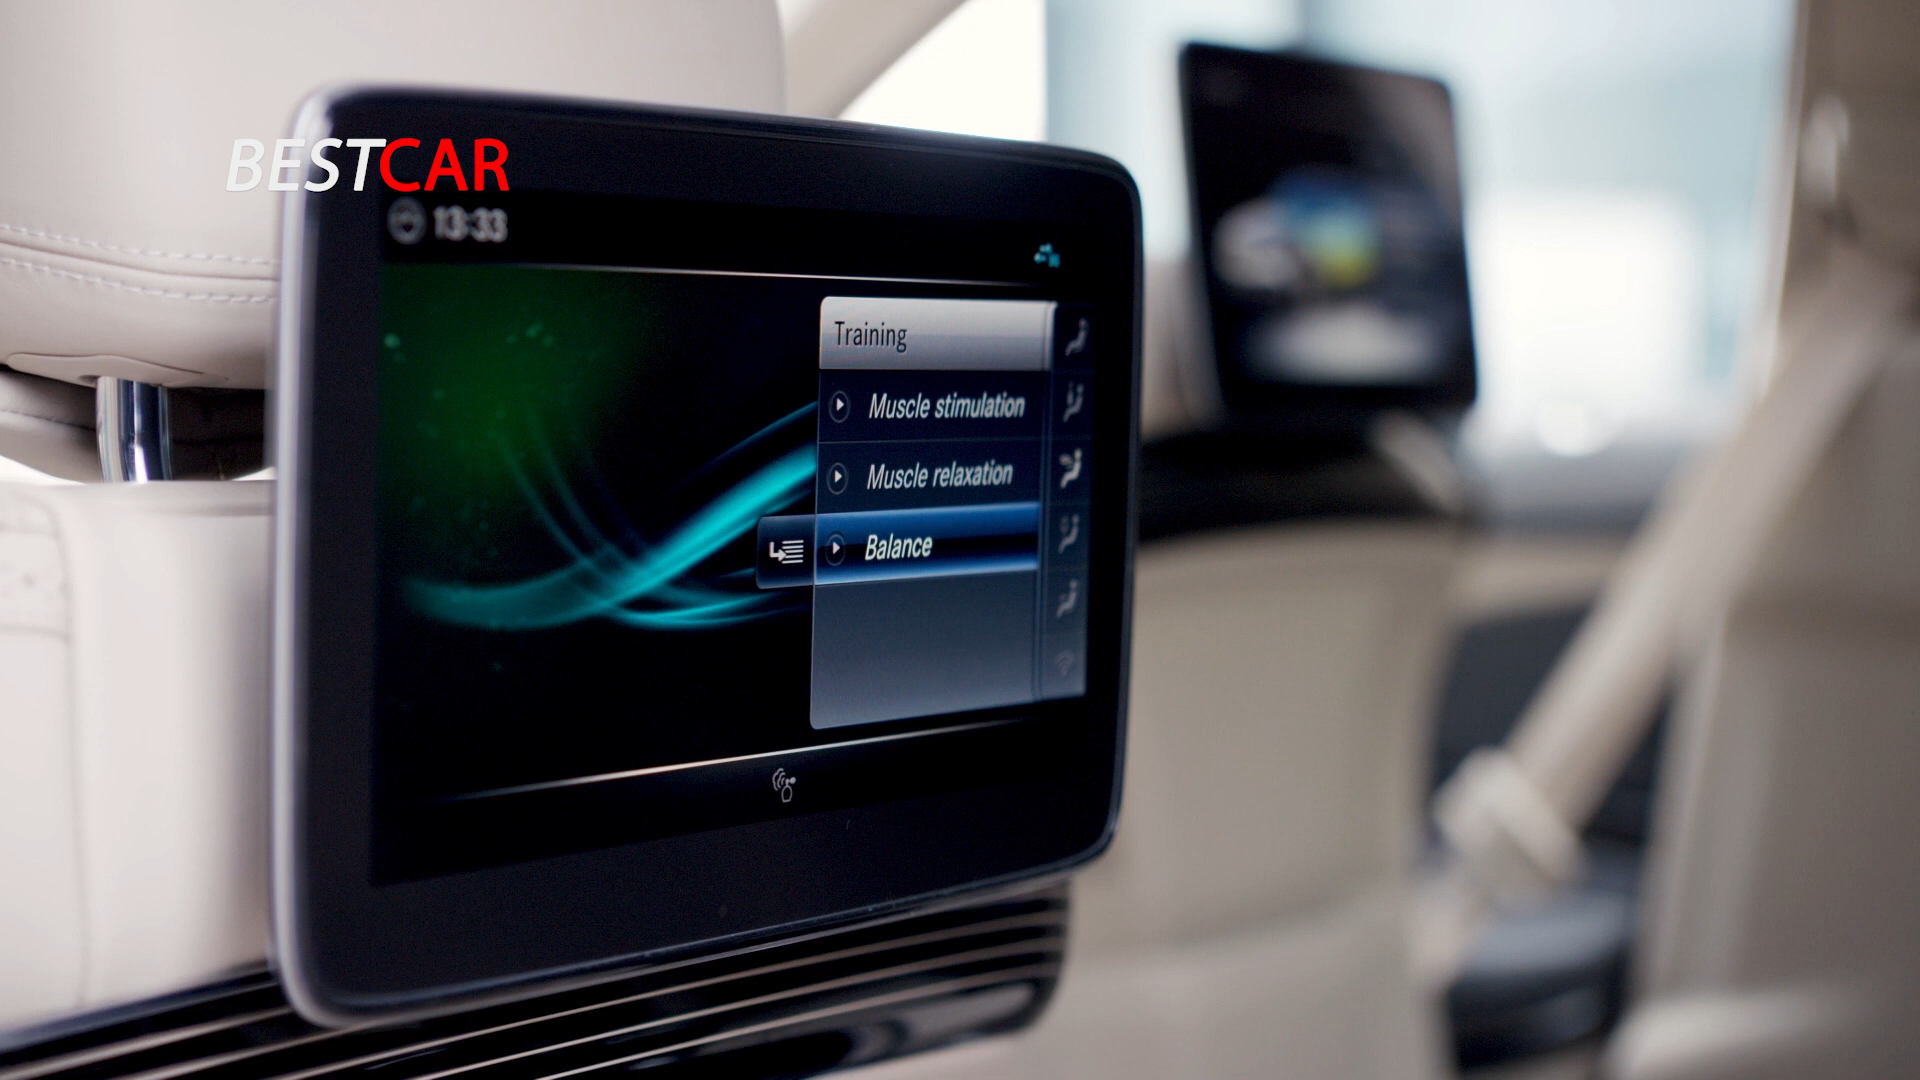 BESTCAR
13:33
Training
Muscle stimulation
Muscle relaxation
Balance